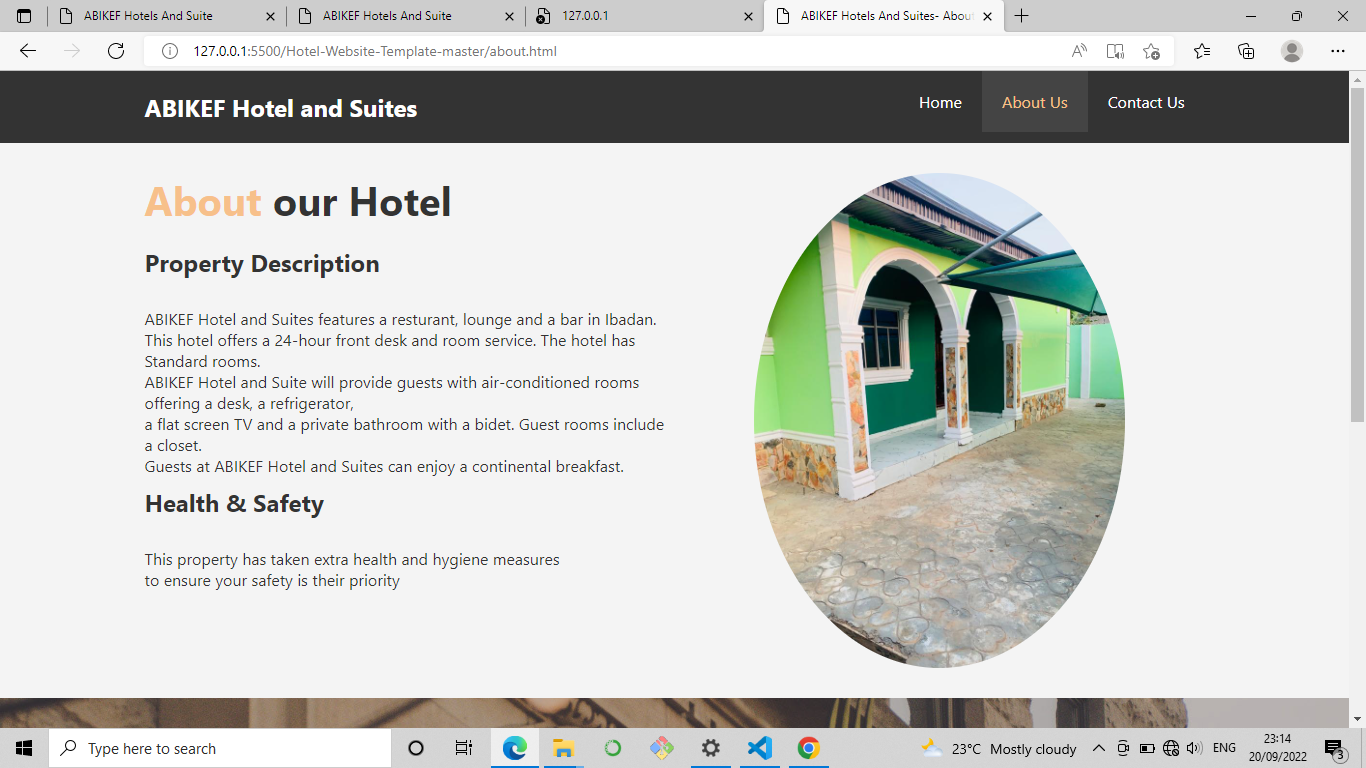 ABIKEF Hotels And Suite
ABIKEF Hotels And Suite
127.0.0.1
ABIKEF Hotels And Suites- Abou
127.0.0.1:5500/Hotel-Website-Template-master/about.html
ABIKEF Hotel and Suites
Home
About Us
Contact Us
About our Hotel
Property Description
ABIKEF Hotel and Suites features a resturant, lounge and a bar in Ibadan.
This hotel offers a 24-hour front desk and room service. The hotel has
Standard rooms.
ABIKEF Hotel and Suite will provide guests with air-conditioned rooms
offering a desk, a refrigerator,
a flat screen TV and a private bathroom with a bidet. Guest rooms include
a closet.
Guests at ABIKEF Hotel and Suites can enjoy a continental breakfast.
Health & Safety
This property has taken extra health and hygiene measures
to ensure your safety is their priority
Type here to search
23°C Mostly cloudy
ENG
23:14
20/09/2022
3